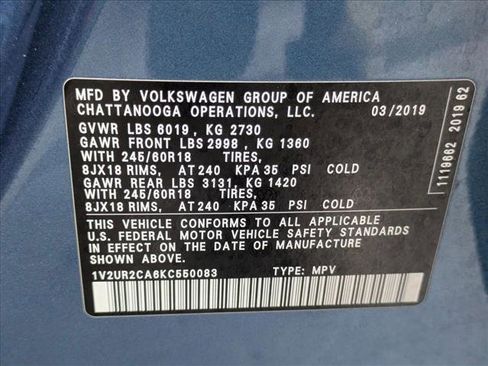 MFD BY VOLKSWAGEN GROUP OF AMERICA
CHATTANOOGA OPERATIONS, LLC. 03/2019
GVWR LBS 6019, KG 2730
GAWR FRONT LBS 2998, KG 1360
WITH 245/60R18 TIRES,
8JX18 RIMS, AT 240 KPA 35 PSI COLD
GAWR REAR LBS 3131, KG 1420
WITH 245/60R18 TIRES,
8JX18 RIMS, AT 240 KPA 35 PSI COLD
THIS VEHICLE CONFORMS TO ALL APPLICABLE
U.S. FEDERAL MOTOR VEHICLE SAFETY STANDARDS
IN EFFECT ON THE DATE OF MANUFACTURE
SHOWN ABOVE.
1V2UR2CA6KC550083 TYPE: MPV
1119662 2019 62